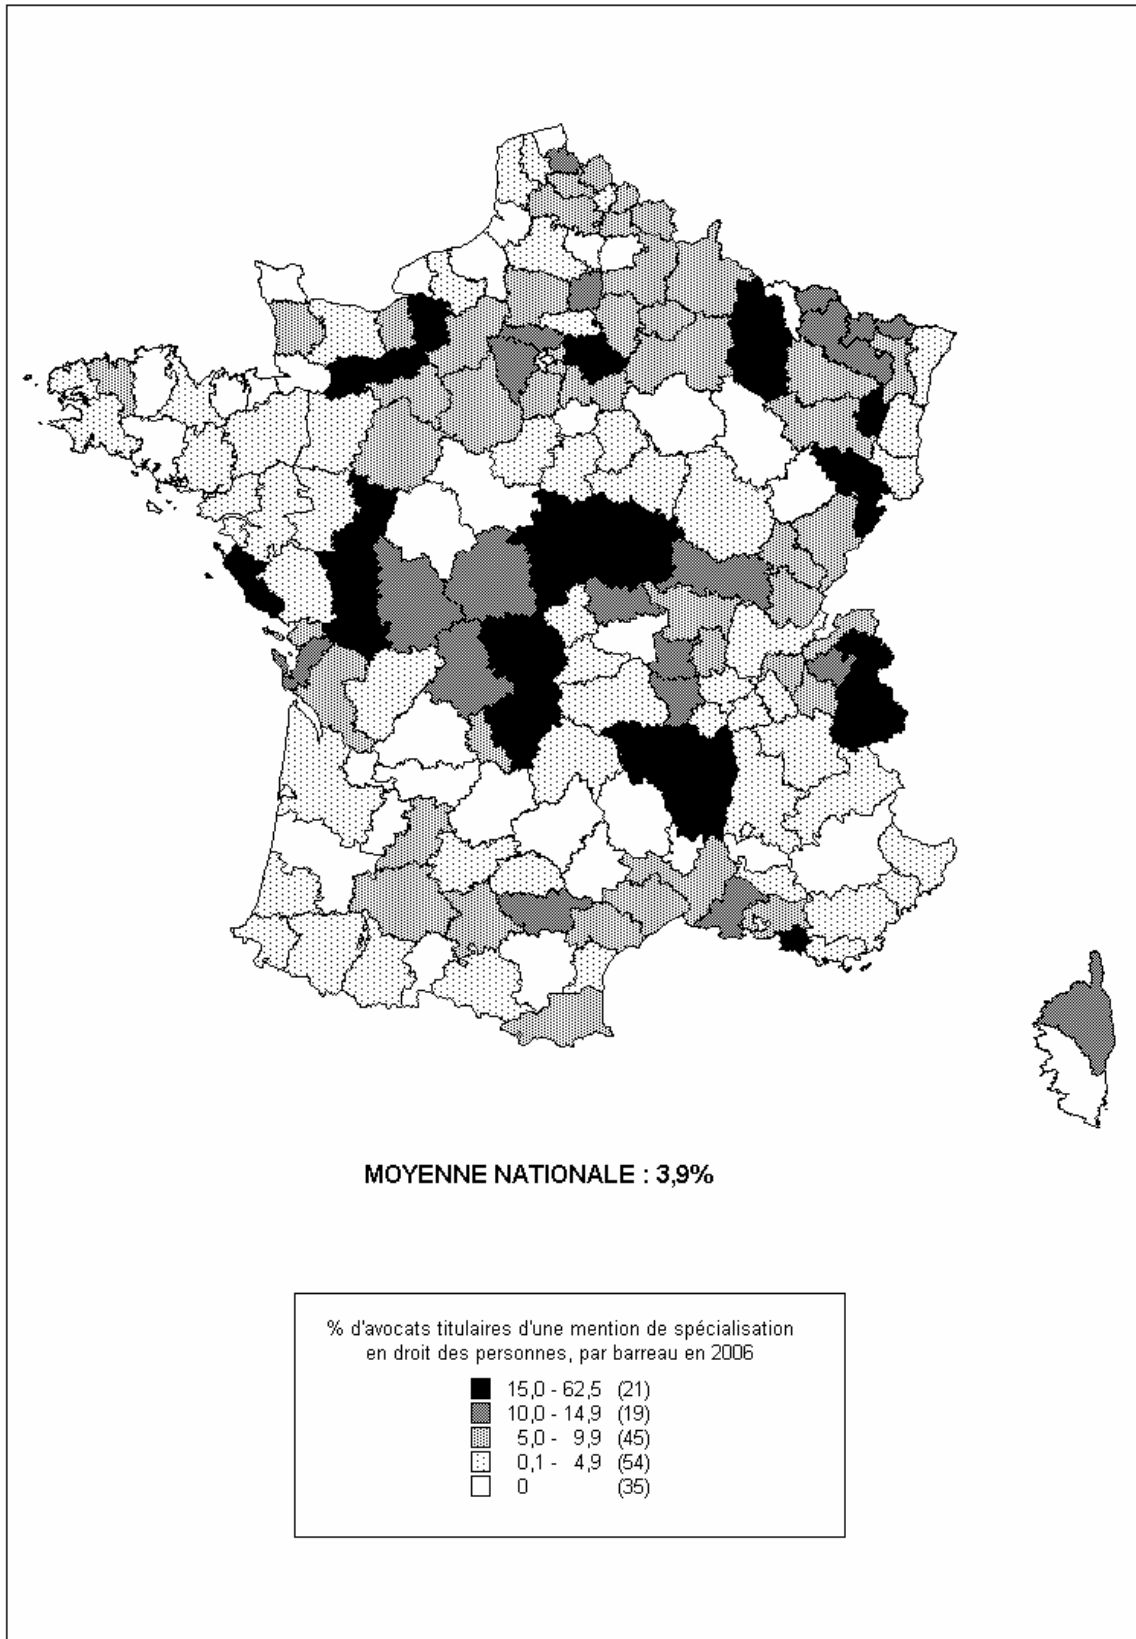 MOYENNE NATIONALE : 3,9%
% d'avocats titulaires d'une mention de spécialisation
en droit des personnes, par barreau en 2006
15,0 - 62,5 (21)
10,0 - 14,9 (19)
5,0 - 9,9 (45)
0,1 - 4,9 (54)
0 (35)